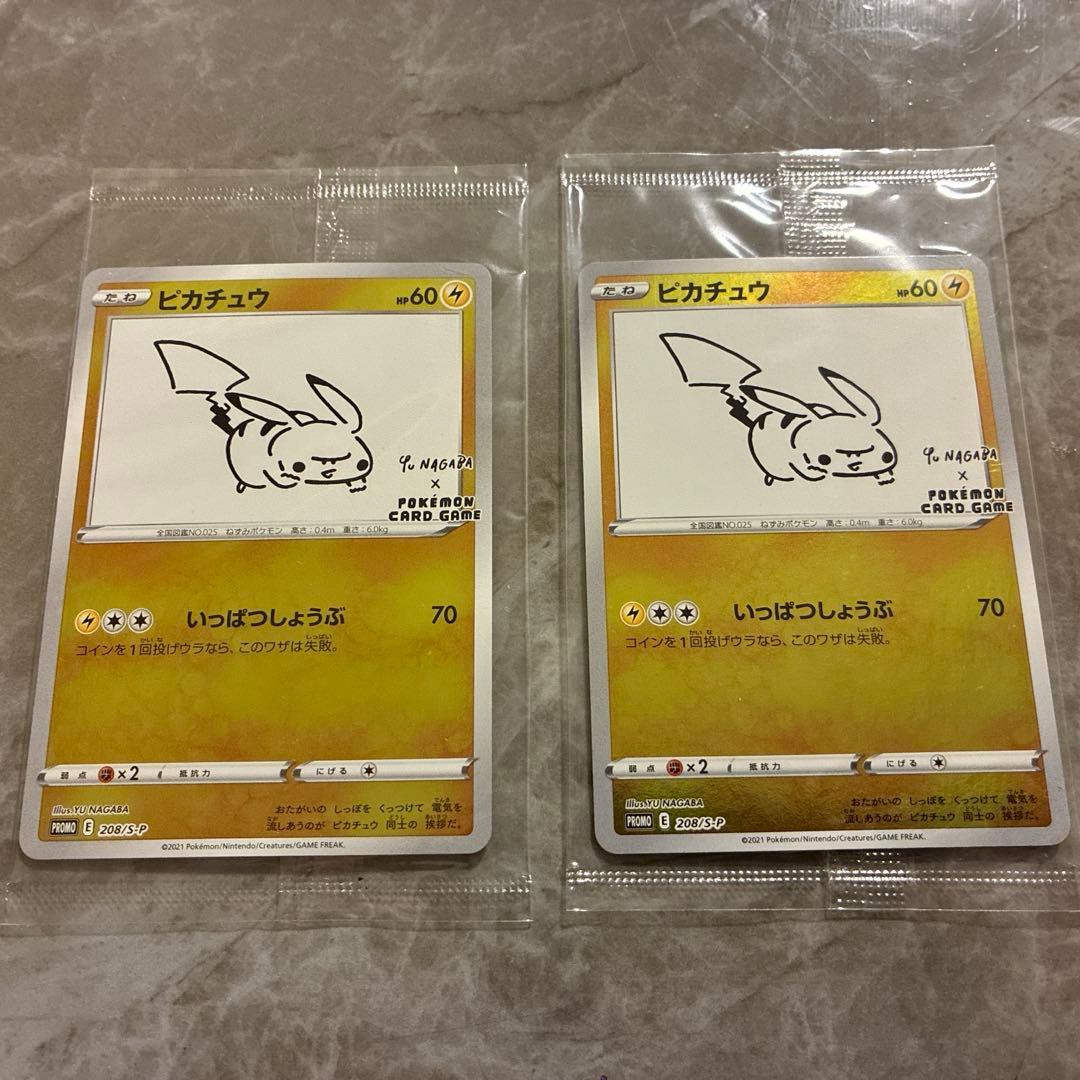 たね ピカチュウ HP60
Yu NAGABA
×
POKÉMON
CARD GAME
全国図鑑NO.025 ねずみポケモン 高さ:0.4m 重さ:6.0kg
いっぱつしょうぶ 70
コインを1回投げウラなら、このワザは失敗。
弱点 ×2 抵抗力 にげる
Illus.YU NAGABA
おたがいの しっぽを くっつけて 電気を
流しあうのが ピカチュウ 同士の 挨拶だ。
PROMO E 208/S-P
©2021 Pokémon/Nintendo/Creatures/GAME FREAK.
たね ピカチュウ HP60
Yu NAGABA
×
POKÉMON
CARD GAME
全国図鑑NO.025 ねずみポケモン 高さ:0.4m 重さ:6.0kg
いっぱつしょうぶ 70
コインを1回投げウラなら、このワザは失敗。
弱点 ×2 抵抗力 にげる
Illus.YU NAGABA
おたがいの しっぽを くっつけて 電気を
流しあうのが ピカチュウ 同士の 挨拶だ。
PROMO E 208/S-P
©2021 Pokémon/Nintendo/Creatures/GAME FREAK.